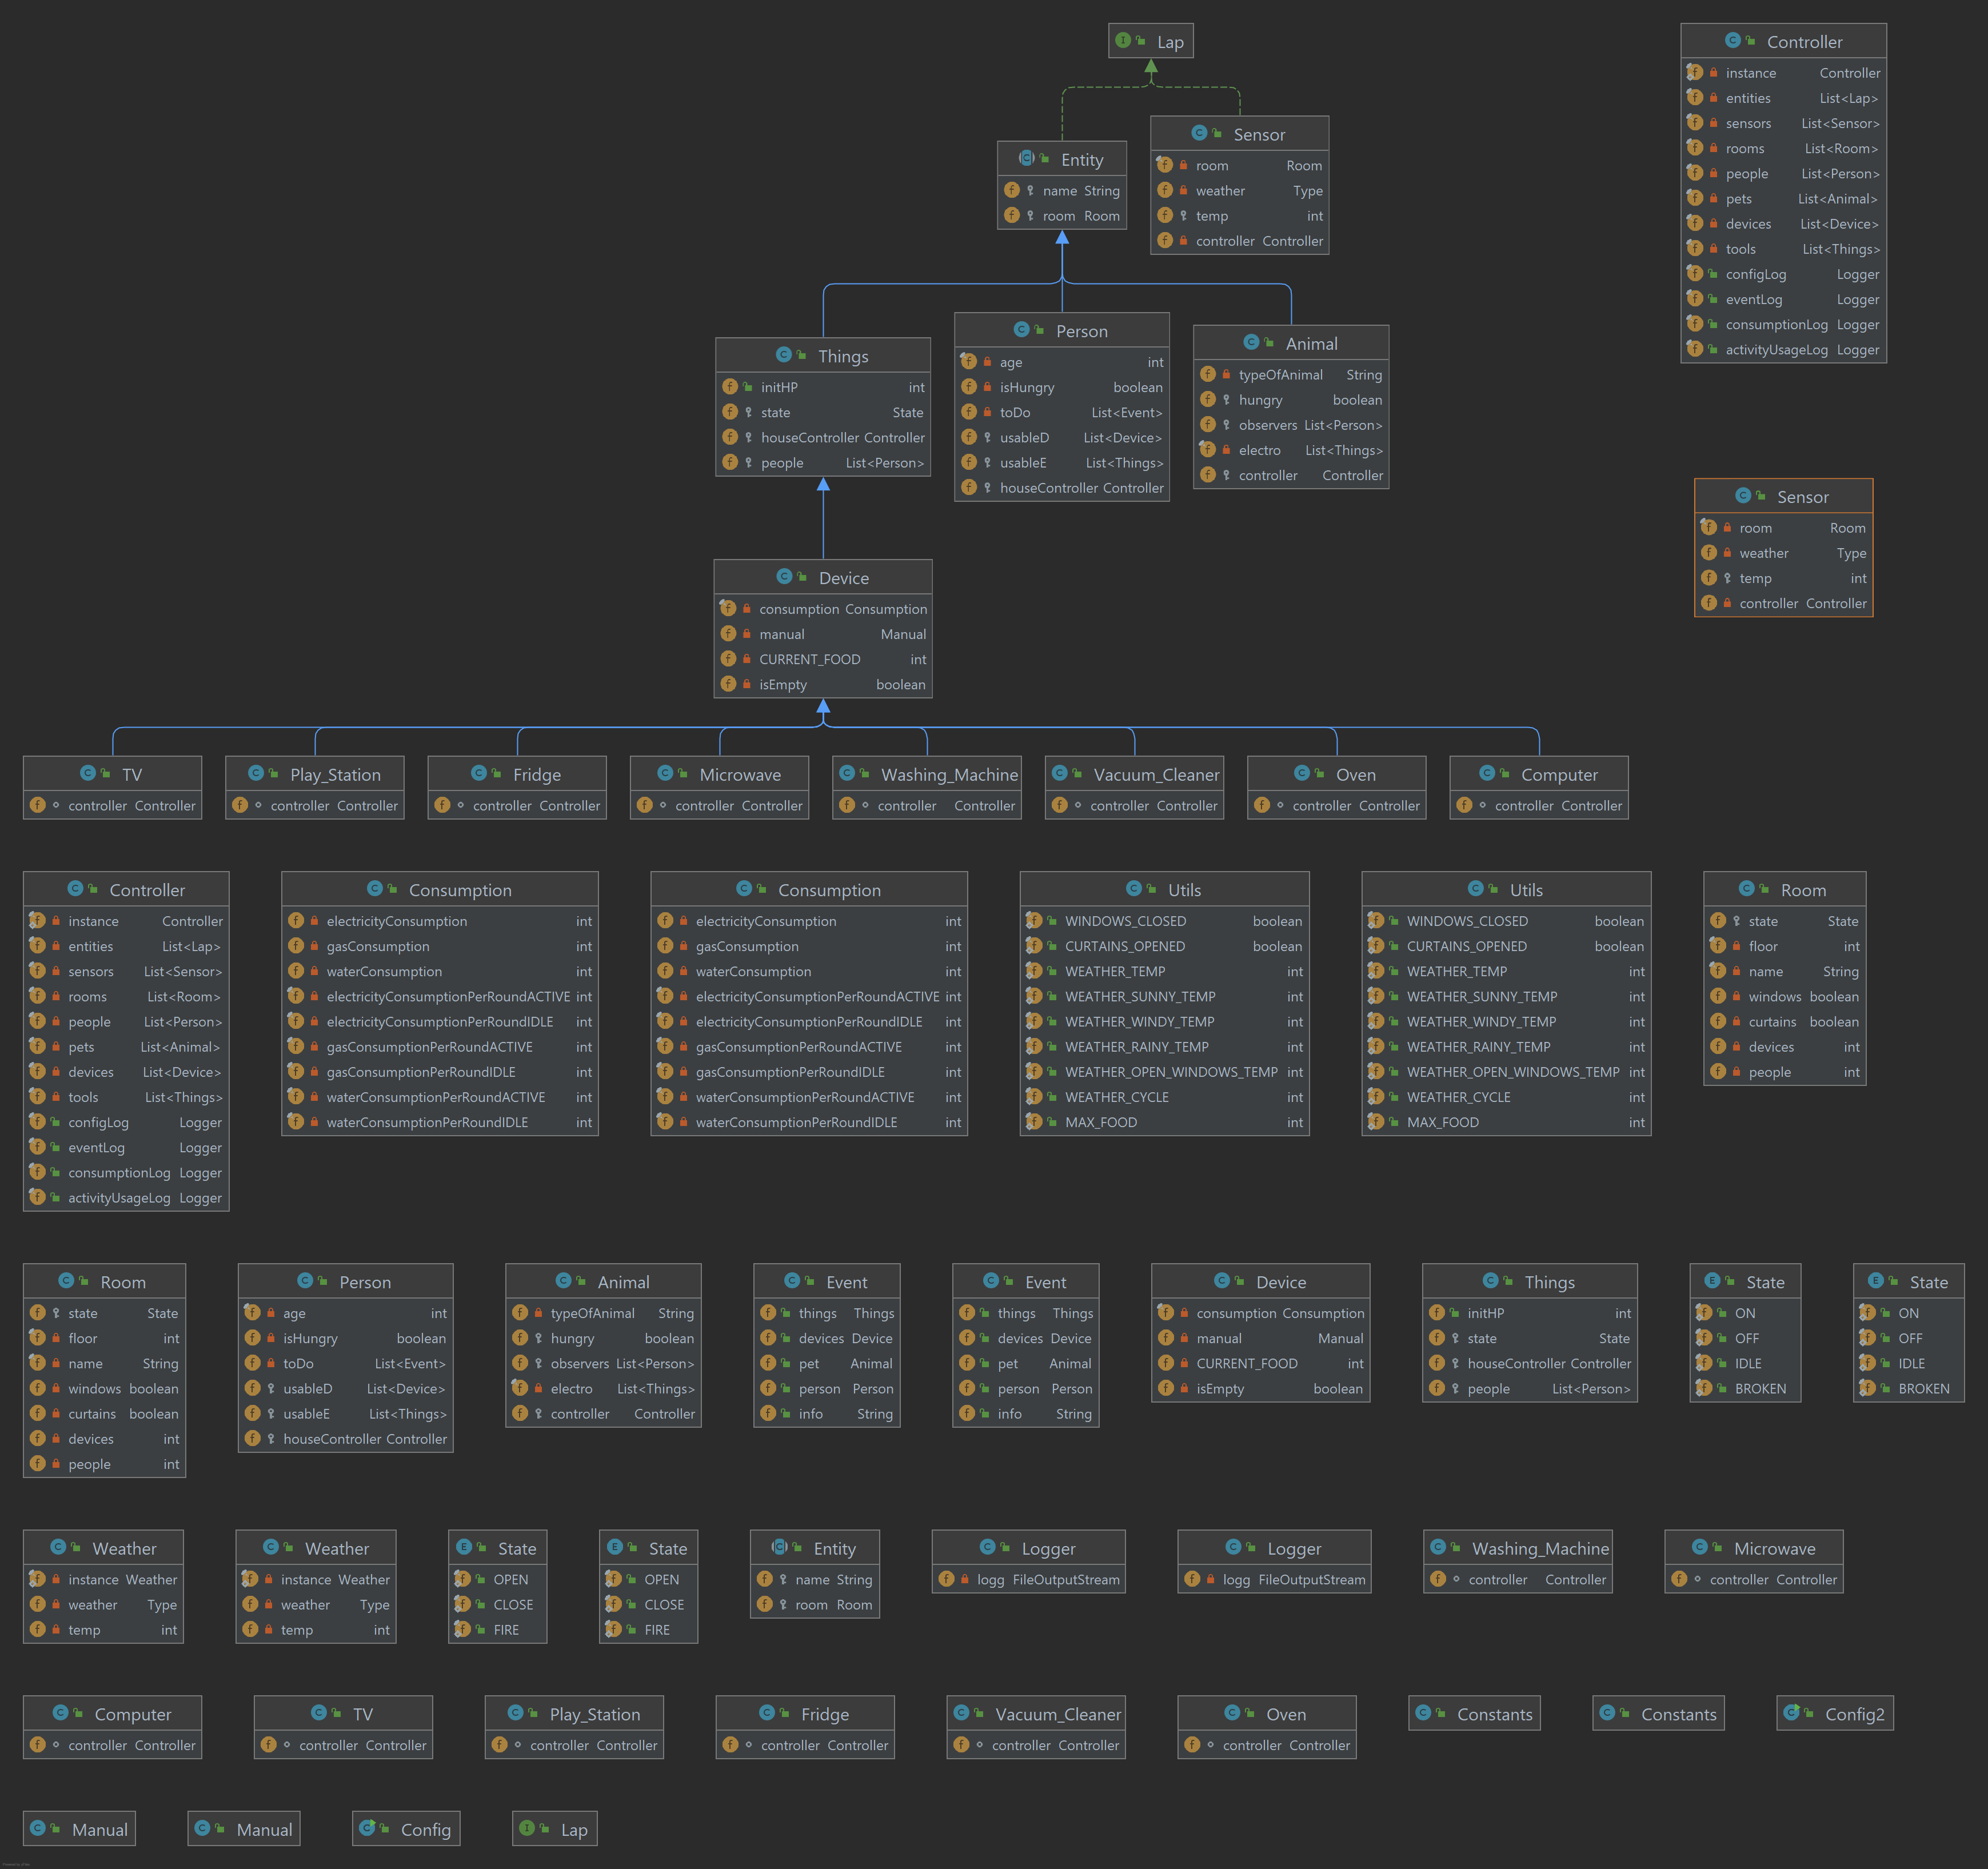 Lap
Controller
instance Controller
entities List<Lap>
sensors List<Sensor>
rooms List<Room>
people List<Person>
pets List<Animal>
devices List<Device>
tools List<Things>
configLog Logger
eventLog Logger
consumptionLog Logger
activityUsageLog Logger
Sensor
room Room
weather Type
temp int
controller Controller
Entity
name String
room Room
Things
initHP int
state State
houseController Controller
people List<Person>
Person
age int
isHungry boolean
toDo List<Event>
usableD List<Device>
usableE List<Things>
houseController Controller
Animal
typeOfAnimal String
hungry boolean
observers List<Person>
electro List<Things>
controller Controller
Sensor
room Room
weather Type
temp int
controller Controller
Device
consumption Consumption
manual Manual
CURRENT_FOOD int
isEmpty boolean
TV
controller Controller
Play_Station
controller Controller
Fridge
controller Controller
Microwave
controller Controller
Washing_Machine
controller Controller
Vacuum_Cleaner
controller Controller
Oven
controller Controller
Computer
controller Controller
Controller
instance Controller
entities List<Lap>
sensors List<Sensor>
rooms List<Room>
people List<Person>
pets List<Animal>
devices List<Device>
tools List<Things>
configLog Logger
eventLog Logger
consumptionLog Logger
activityUsageLog Logger
Consumption
electricityConsumption int
gasConsumption int
waterConsumption int
electricityConsumptionPerRoundACTIVE int
electricityConsumptionPerRoundIDLE int
gasConsumptionPerRoundACTIVE int
gasConsumptionPerRoundIDLE int
waterConsumptionPerRoundACTIVE int
waterConsumptionPerRoundIDLE int
Consumption
electricityConsumption int
gasConsumption int
waterConsumption int
electricityConsumptionPerRoundACTIVE int
electricityConsumptionPerRoundIDLE int
gasConsumptionPerRoundACTIVE int
gasConsumptionPerRoundIDLE int
waterConsumptionPerRoundACTIVE int
waterConsumptionPerRoundIDLE int
Utils
WINDOWS_CLOSED boolean
CURTAINS_OPENED boolean
WEATHER_TEMP int
WEATHER_SUNNY_TEMP int
WEATHER_WINDY_TEMP int
WEATHER_RAINY_TEMP int
WEATHER_OPEN_WINDOWS_TEMP int
WEATHER_CYCLE int
MAX_FOOD int
Utils
WINDOWS_CLOSED boolean
CURTAINS_OPENED boolean
WEATHER_TEMP int
WEATHER_SUNNY_TEMP int
WEATHER_WINDY_TEMP int
WEATHER_RAINY_TEMP int
WEATHER_OPEN_WINDOWS_TEMP int
WEATHER_CYCLE int
MAX_FOOD int
Room
state State
floor int
name String
windows boolean
curtains boolean
devices int
people int
Room
state State
floor int
name String
windows boolean
curtains boolean
devices int
people int
Person
age int
isHungry boolean
toDo List<Event>
usableD List<Device>
usableE List<Things>
houseController Controller
Animal
typeOfAnimal String
hungry boolean
observers List<Person>
electro List<Things>
controller Controller
Event
things Things
devices Device
pet Animal
person Person
info String
Event
things Things
devices Device
pet Animal
person Person
info String
Device
consumption Consumption
manual Manual
CURRENT_FOOD int
isEmpty boolean
Things
initHP int
state State
houseController Controller
people List<Person>
State
ON
OFF
IDLE
BROKEN
State
ON
OFF
IDLE
BROKEN
Weather
instance Weather
weather Type
temp int
Weather
instance Weather
weather Type
temp int
State
OPEN
CLOSE
FIRE
State
OPEN
CLOSE
FIRE
Entity
name String
room Room
Logger
logg FileOutputStream
Logger
logg FileOutputStream
Washing_Machine
controller Controller
Microwave
controller Controller
Computer
controller Controller
TV
controller Controller
Play_Station
controller Controller
Fridge
controller Controller
Vacuum_Cleaner
controller Controller
Oven
controller Controller
Constants
Constants
Config2
Manual
Manual
Config
Lap